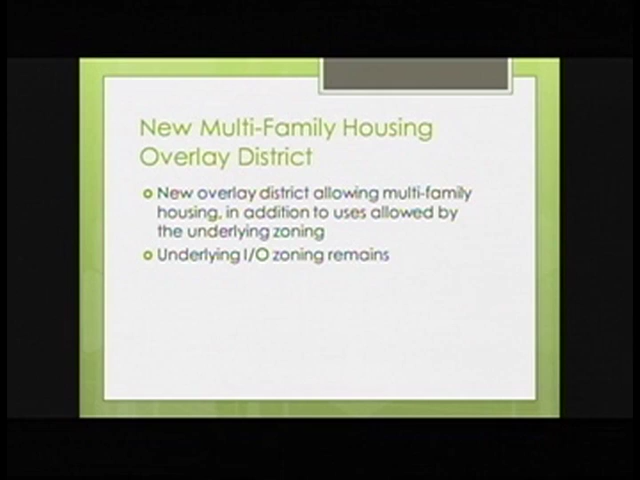 New Multi-Family Housing
Overlay District
New overlay district allowing multi-family
housing, in addition to uses allowed by
the underlying zoning
Underlying I/O zoning remains